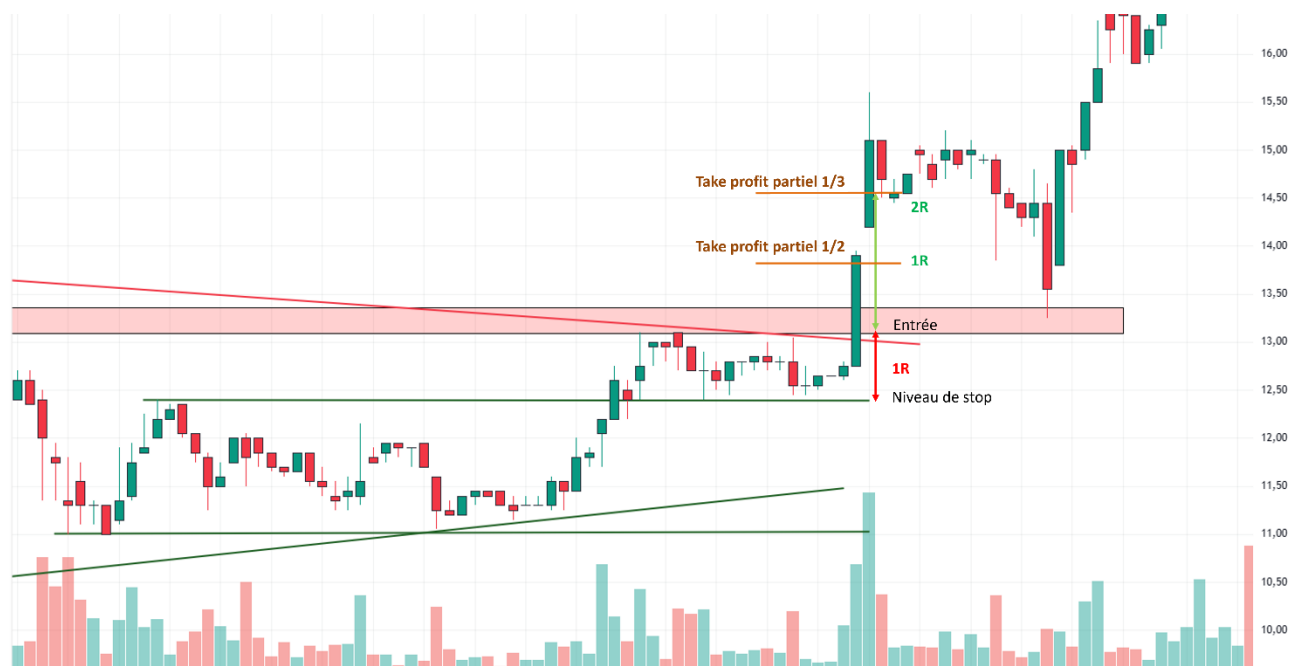 16,00
15,50
15,00
Take profit partiel 1/3
14,50
2R
14,00
Take profit partiel 1/2
1R
13,50
Entrée
13,00
1R
12,50
Niveau de stop
12,00
11,50
11,00
10,50
10,00